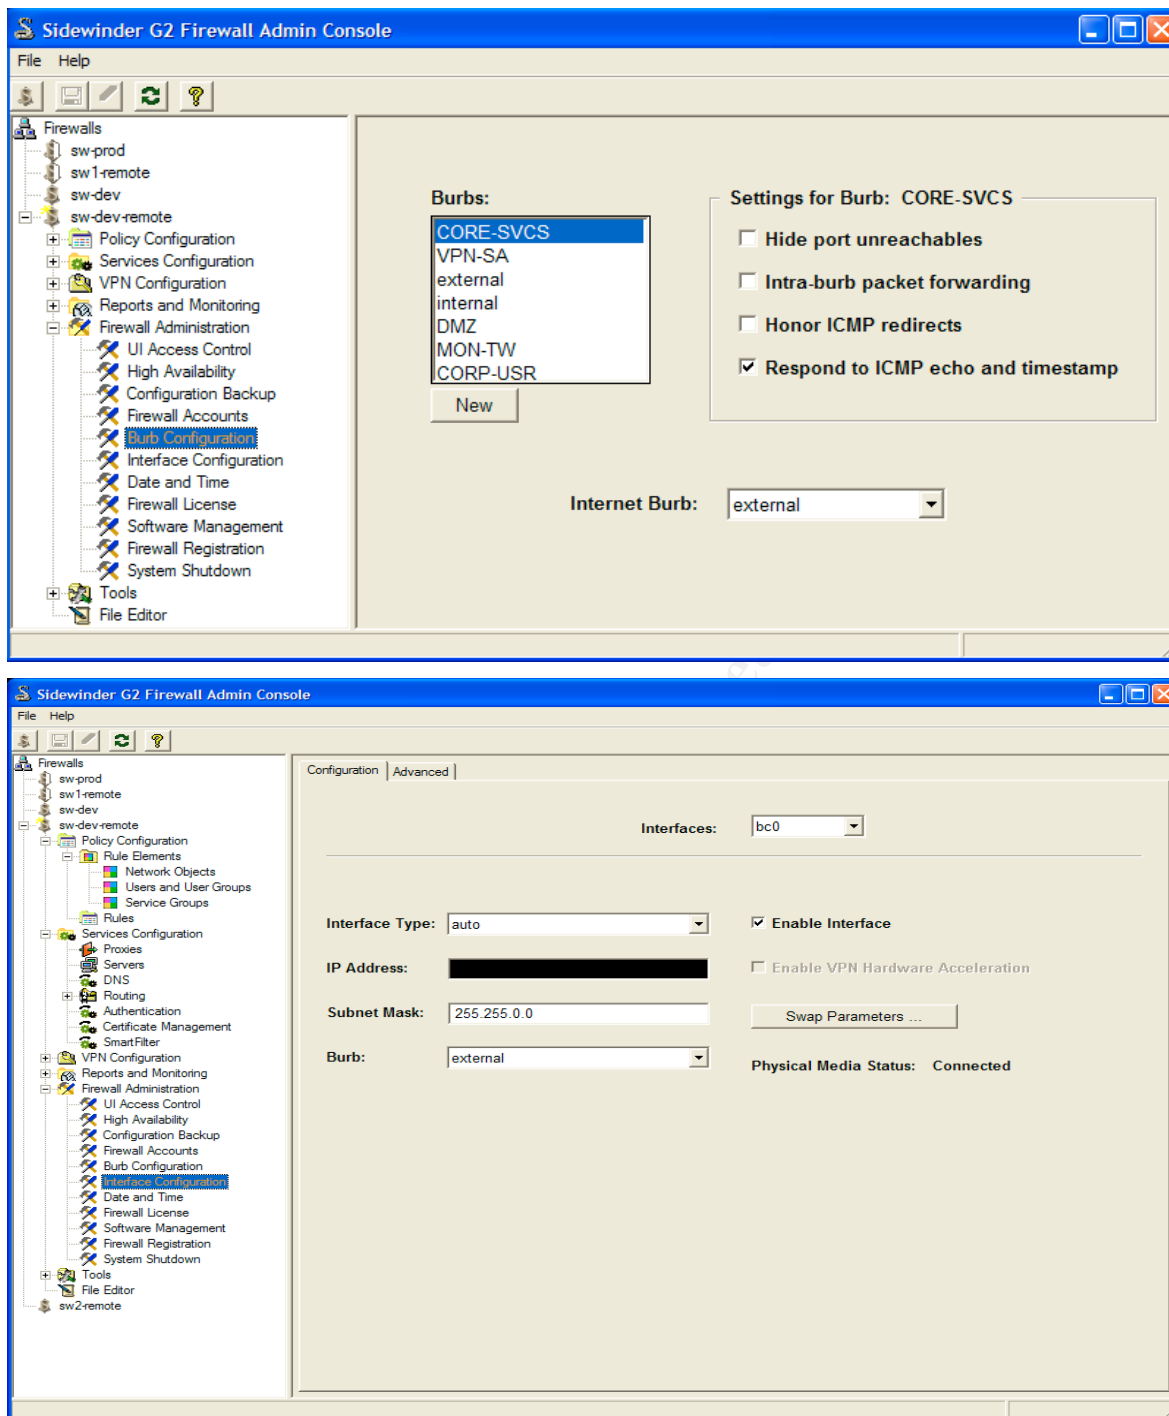 Sidewinder G2 Firewall Admin Console
File Help
Firewalls
sw-prod
sw1-remote
sw-dev
sw-dev-remote
Policy Configuration
Services Configuration
VPN Configuration
Reports and Monitoring
Firewall Administration
UI Access Control
High Availability
Configuration Backup
Firewall Accounts
Burb Configuration
Interface Configuration
Date and Time
Firewall License
Software Management
Firewall Registration
System Shutdown
Tools
File Editor
Burbs:
CORE-SVCS
VPN-SA
external
internal
DMZ
MON-TW
CORP-USR
New
Settings for Burb: CORE-SVCS
Hide port unreachables
Intra-burb packet forwarding
Honor ICMP redirects
Respond to ICMP echo and timestamp
Internet Burb: external
Sidewinder G2 Firewall Admin Console
File Help
Firewalls
sw-prod
sw1-remote
sw-dev
sw-dev-remote
Policy Configuration
Rule Elements
Network Objects
Users and User Groups
Service Groups
Rules
Services Configuration
Proxies
Servers
DNS
Routing
Authentication
Certificate Management
SmartFilter
VPN Configuration
Reports and Monitoring
Firewall Administration
UI Access Control
High Availability
Configuration Backup
Firewall Accounts
Burb Configuration
Interface Configuration
Date and Time
Firewall License
Software Management
Firewall Registration
System Shutdown
Tools
File Editor
sw2-remote
Configuration Advanced
Interfaces: bc0
Interface Type: auto
Enable Interface
IP Address:
Enable VPN Hardware Acceleration
Subnet Mask: 255.255.0.0
Swap Parameters ...
Burb: external
Physical Media Status: Connected